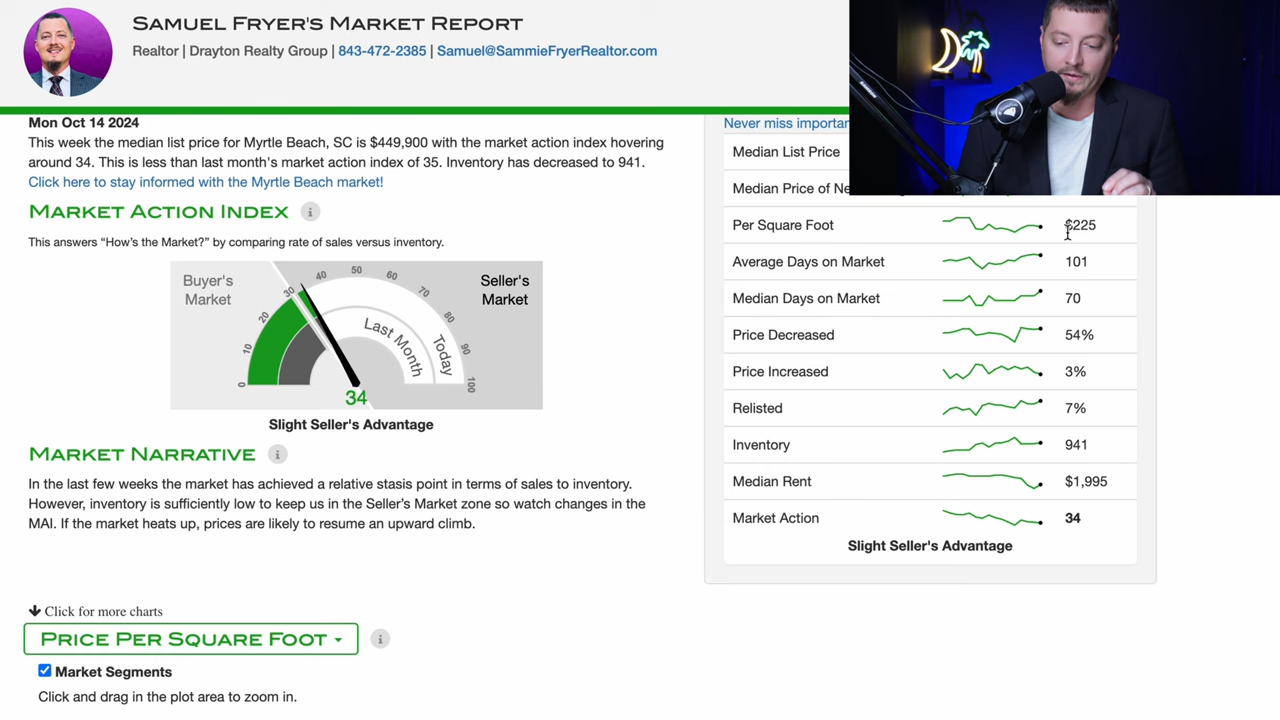 SAMUEL FRYER'S MARKET REPORT
Realtor | Drayton Realty Group | 843-472-2385 | Samuel@SammieFryerRealtor.com
Mon Oct 14 2024
This week the median list price for Myrtle Beach, SC is $449,900 with the market action index hovering
around 34. This is less than last month's market action index of 35. Inventory has decreased to 941.
Click here to stay informed with the Myrtle Beach market!
MARKET ACTION INDEX i
This answers “How's the Market?” by comparing rate of sales versus inventory.
Buyer's
Market
Seller's
Market
0
10
20
30
40
50
60
70
80
90
100
Last Month
Today
34
Slight Seller's Advantage
MARKET NARRATIVE i
In the last few weeks the market has achieved a relative stasis point in terms of sales to inventory.
However, inventory is sufficiently low to keep us in the Seller’s Market zone so watch changes in the
MAI. If the market heats up, prices are likely to resume an upward climb.
Click for more charts
PRICE PER SQUARE FOOT i
Market Segments
Click and drag in the plot area to zoom in.
Never miss importan
Median List Price
Median Price of Ne
Per Square Foot $225
Average Days on Market 101
Median Days on Market 70
Price Decreased 54%
Price Increased 3%
Relisted 7%
Inventory 941
Median Rent $1,995
Market Action 34
Slight Seller's Advantage